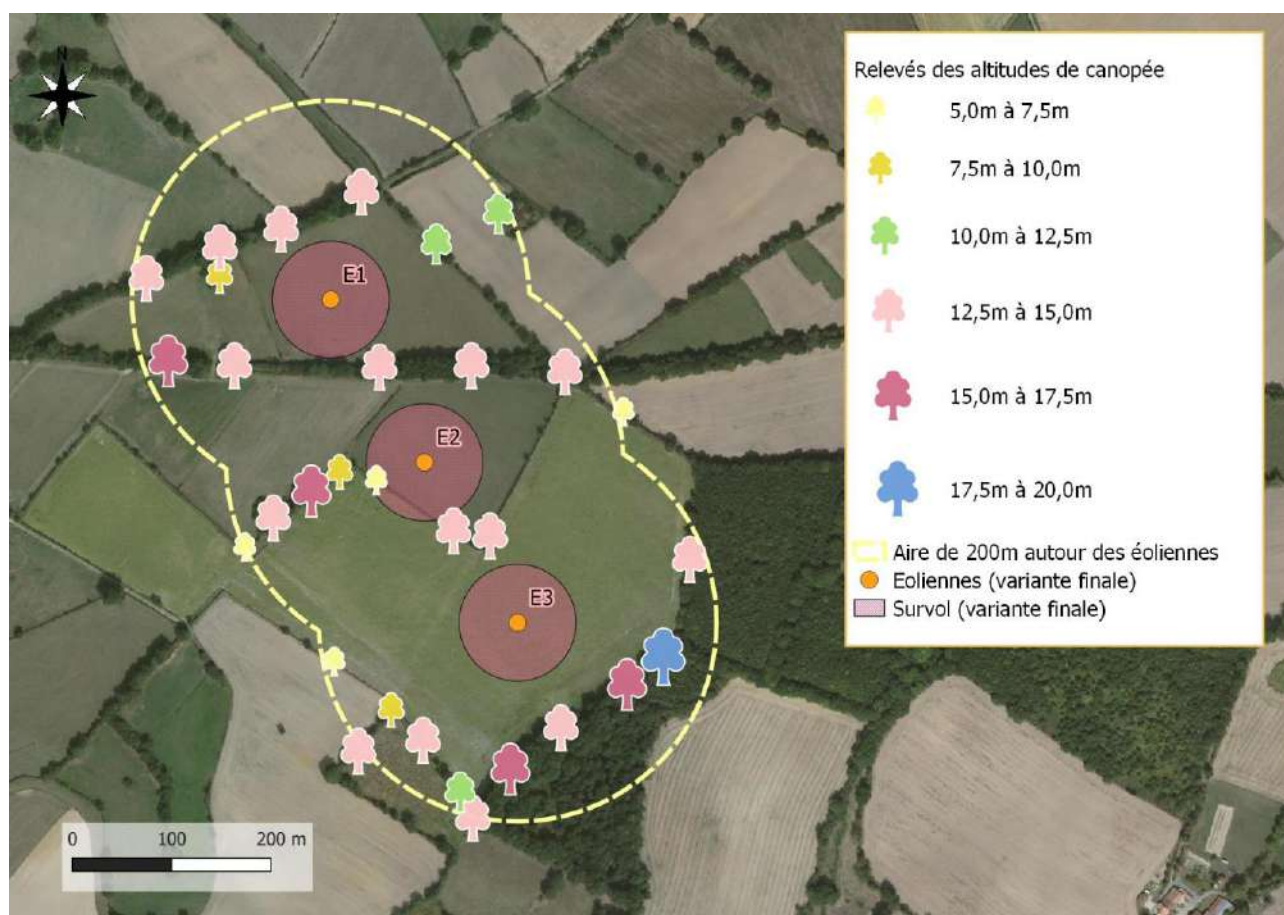 N
E1
E2
E3
0 100 200 m
Relevés des altitudes de canopée
5,0m à 7,5m
7,5m à 10,0m
10,0m à 12,5m
12,5m à 15,0m
15,0m à 17,5m
17,5m à 20,0m
Aire de 200m autour des éoliennes
Eoliennes (variante finale)
Survol (variante finale)